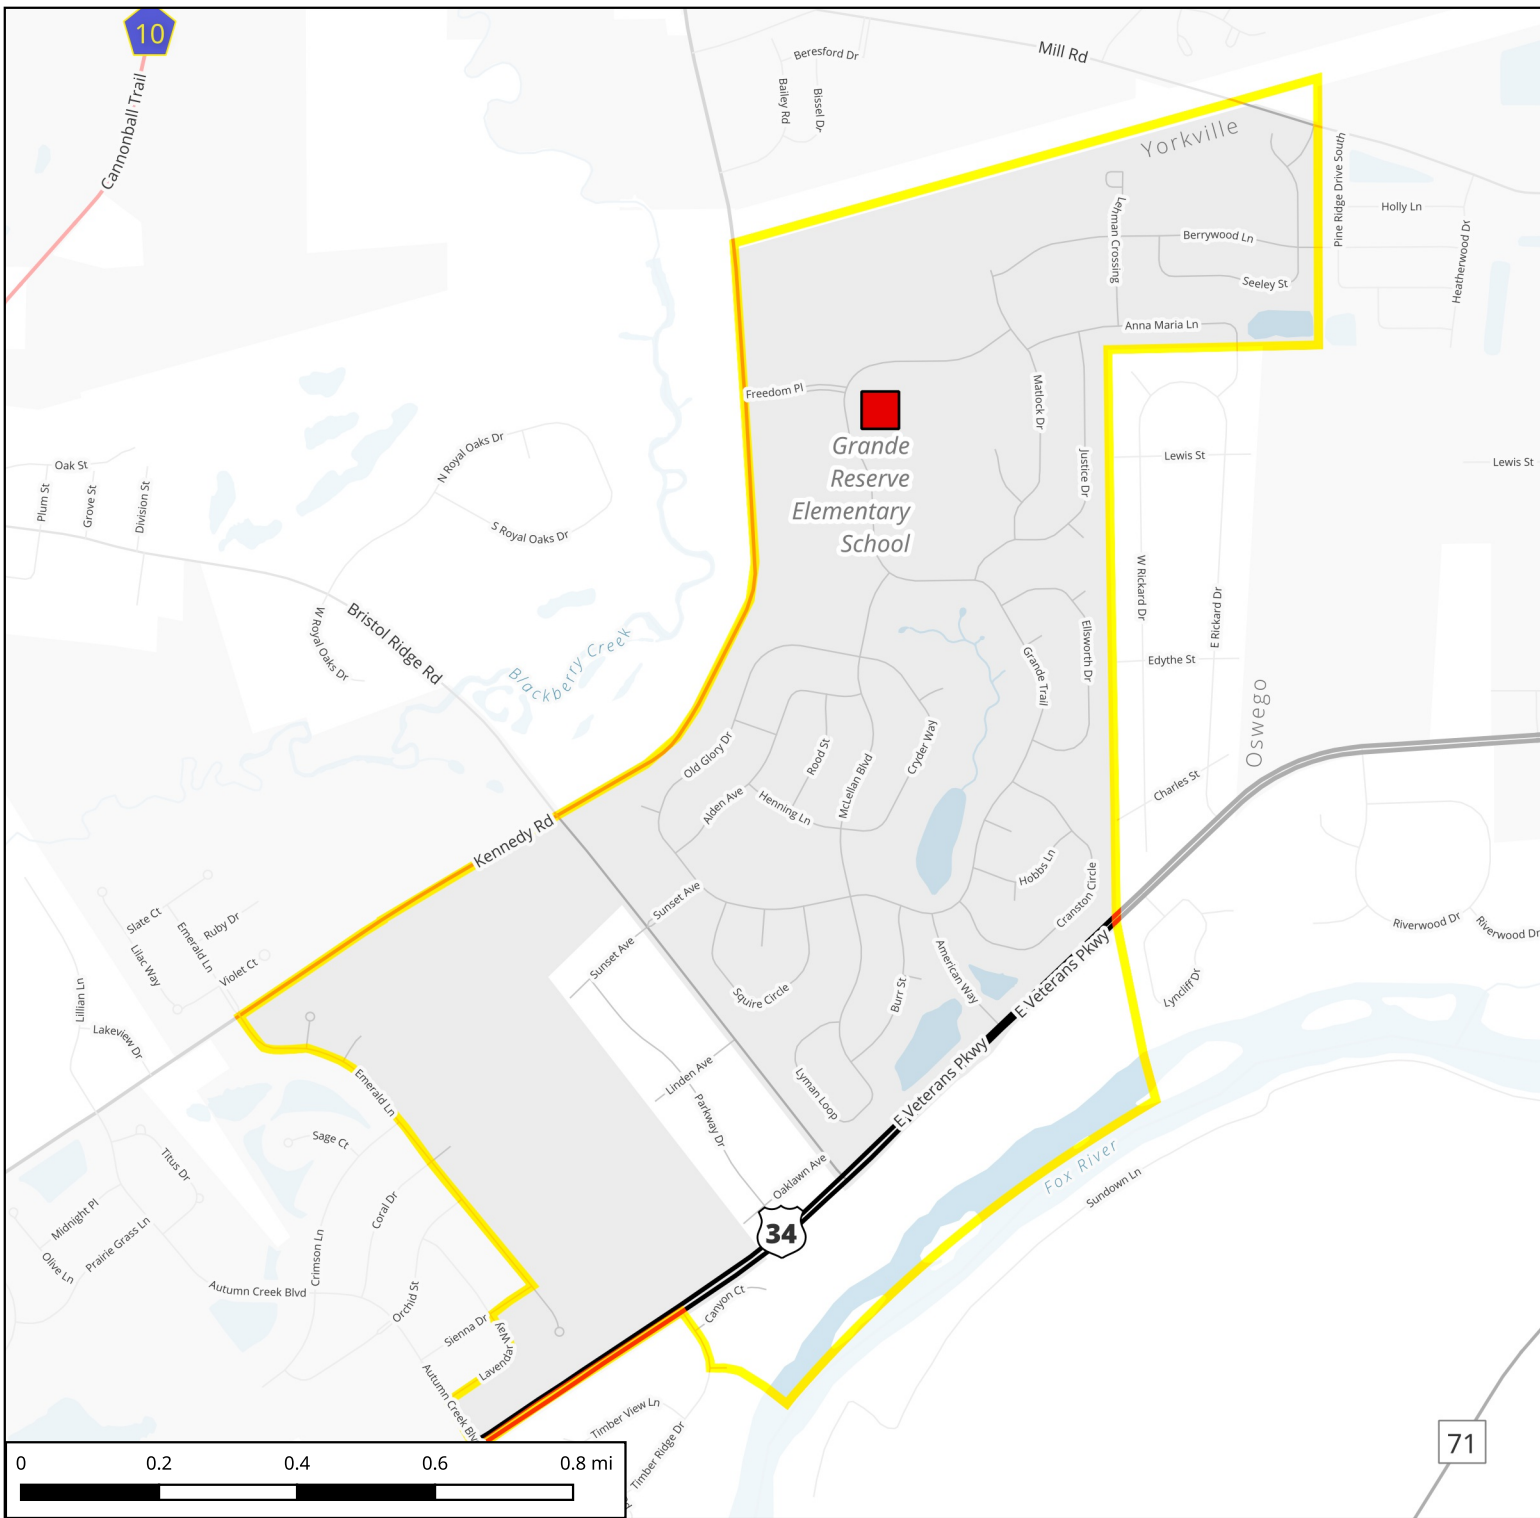 10
Cannonball Trail
Beresford Dr
Bailey Rd
Bissel Dr
Mill Rd
Yorkville
Pine Ridge Drive South
Holly Ln
Heatherwood Dr
Lehman Crossing
Berrywood Ln
Seeley St
Anna Maria Ln
Freedom Pl
Matlock Dr
Justice Dr
Grande
Reserve
Elementary
School
N Royal Oaks Dr
S Royal Oaks Dr
W Royal Oaks Dr
Oak St
Plum St
Grove St
Division St
Lewis St
Lewis St
W Rickard Dr
E Rickard Dr
Edythe St
Bristol Ridge Rd
Blackberry Creek
Ellsworth Dr
Grande Trail
Oswego
Old Glory Dr
Rood St
McLellan Blvd
Cryder Way
Alden Ave
Henning Ln
Charles St
Kennedy Rd
Hobbs Ln
Cranston Circle
Sunset Ave
Sunset Ave
Slate Ct
Ruby Dr
Emerald Ln
Lilac Way
Violet Ct
Lillian Ln
Lakeview Dr
Squire Circle
Burr St
American Way
E Veterans Pkwy
Lyncliff Dr
Riverwood Dr
Riverwood Dr
E Veterans Pkwy
Linden Ave
Parkway Dr
Lyman Loop
Emerald Ln
Sage Ct
Titus Dr
Coral Dr
Midnight Pl
Prairie Grass Ln
Olive Ln
Crimson Ln
Autumn Creek Blvd
Orchid St
Oaklawn Ave
34
Fox River
Sundown Ln
Canyon Ct
Sienna Dr
Lavendar Way
Autumn Creek Blv
Timber View Ln
Timber Ridge Dr
71
0 0.2 0.4 0.6 0.8 mi